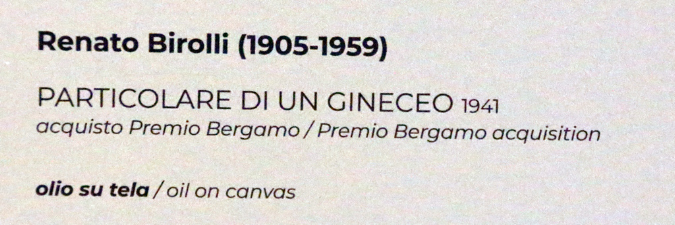 Renato Birolli (1905-1959)
PARTICOLARE DI UN GINECEO 1941
acquisto Premio Bergamo / Premio Bergamo acquisition
olio su tela / oil on canvas